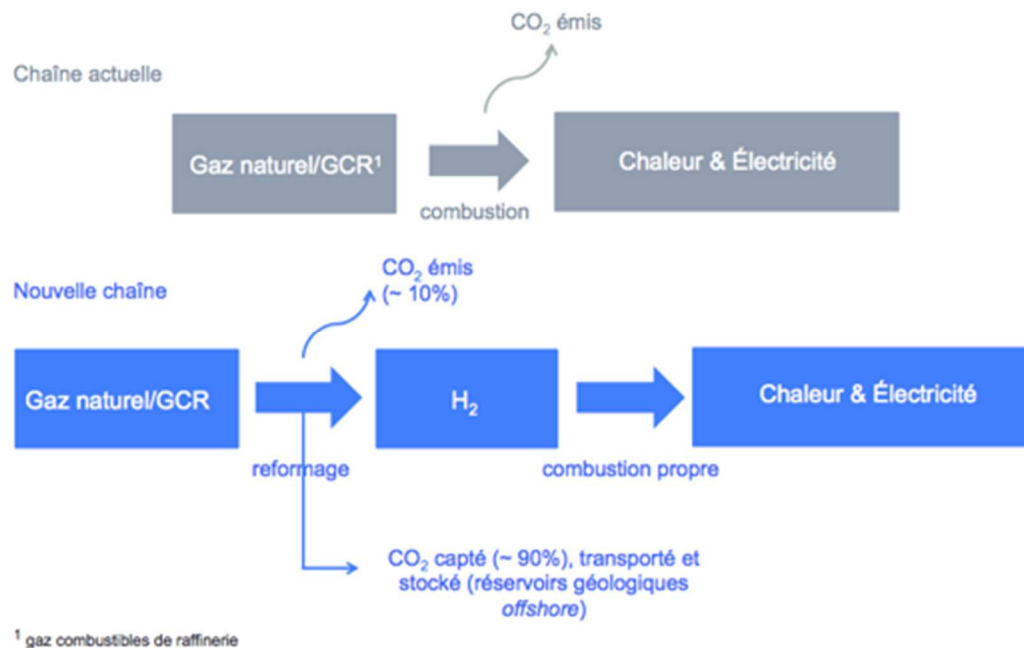 CO₂ émis
Chaîne actuelle
Gaz naturel/GCR¹
Chaleur & Électricité
combustion
CO₂ émis
(~ 10%)
Nouvelle chaîne
Gaz naturel/GCR
H₂
Chaleur & Électricité
reformage
combustion propre
CO₂ capté (~ 90%), transporté et
stocké (réservoirs géologiques
offshore)
¹ gaz combustibles de raffinerie